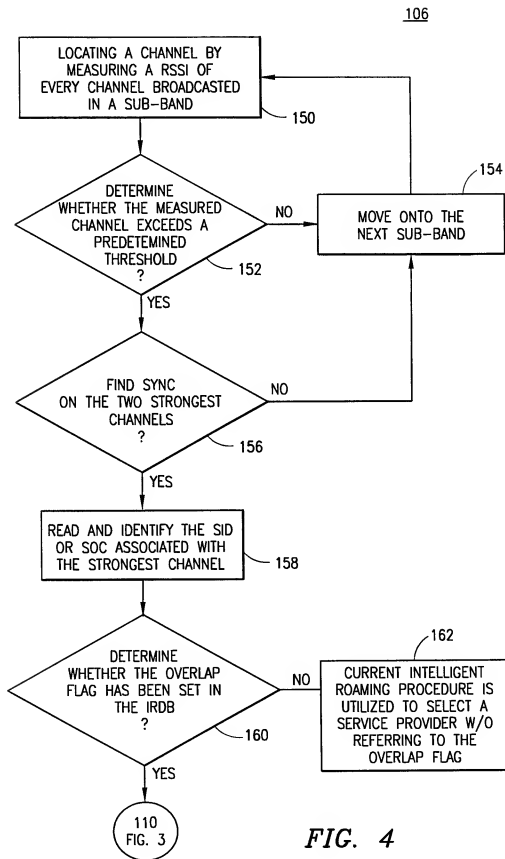 106
LOCATING A CHANNEL BY
MEASURING A RSSI OF
EVERY CHANNEL BROADCASTED
IN A SUB-BAND
150
DETERMINE
WHETHER THE MEASURED
CHANNEL EXCEEDS A
PREDETEMINED
THRESHOLD
?
152
NO
YES
154
MOVE ONTO THE
NEXT SUB-BAND
FIND SYNC
ON THE TWO STRONGEST
CHANNELS
?
156
NO
YES
READ AND IDENTIFY THE SID
OR SOC ASSOCIATED WITH
THE STRONGEST CHANNEL
158
DETERMINE
WHETHER THE OVERLAP
FLAG HAS BEEN SET IN
THE IRDB
?
160
NO
YES
162
CURRENT INTELLIGENT
ROAMING PROCEDURE IS
UTILIZED TO SELECT A
SERVICE PROVIDER W/O
REFERRING TO THE
OVERLAP FLAG
110
FIG. 3
FIG. 4